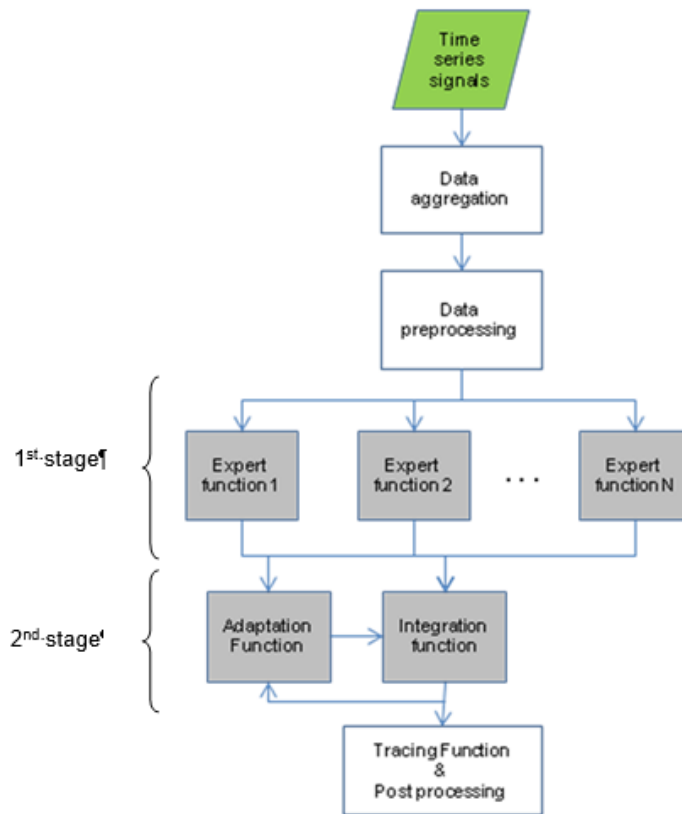 Time
series
signals
Data
aggregation
Data
preprocessing
1st·stage¶
Expert
function 1
Expert
function 2
. . .
Expert
function N
2nd·stage¶
Adaptation
Function
Integration
function
Tracing Function
&
Post processing